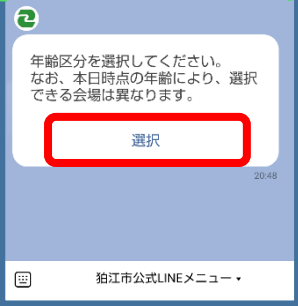 年齢区分を選択してください。
なお、本日時点の年齢により、選択
できる会場は異なります。
選択
20:48
狛江市公式LINEメニュー ▾